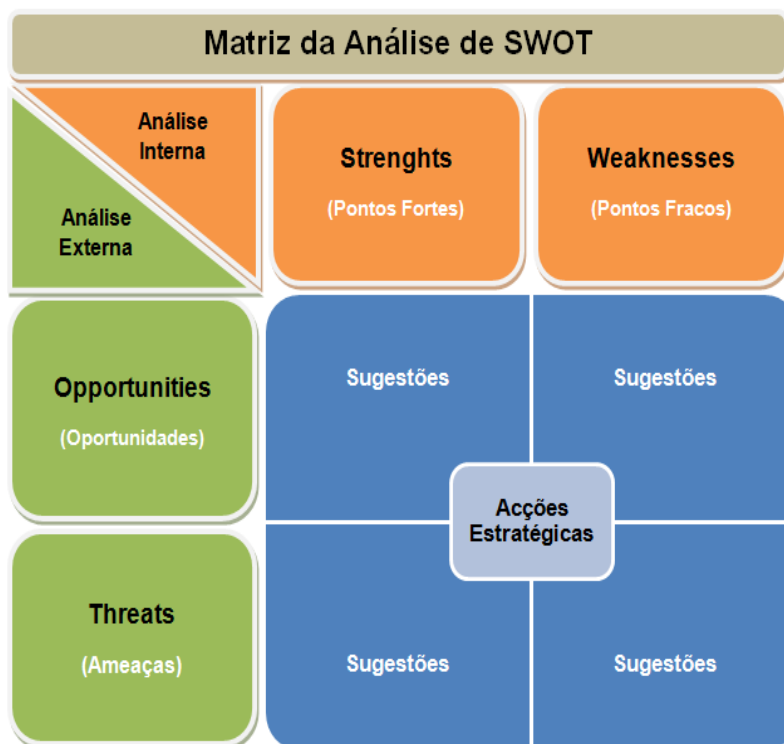 Matriz da Análise de SWOT
Análise
Interna
Análise
Externa
Strenghts
(Pontos Fortes)
Weaknesses
(Pontos Fracos)
Opportunities
(Oportunidades)
Sugestões
Sugestões
Acções
Estratégicas
Threats
(Ameaças)
Sugestões
Sugestões